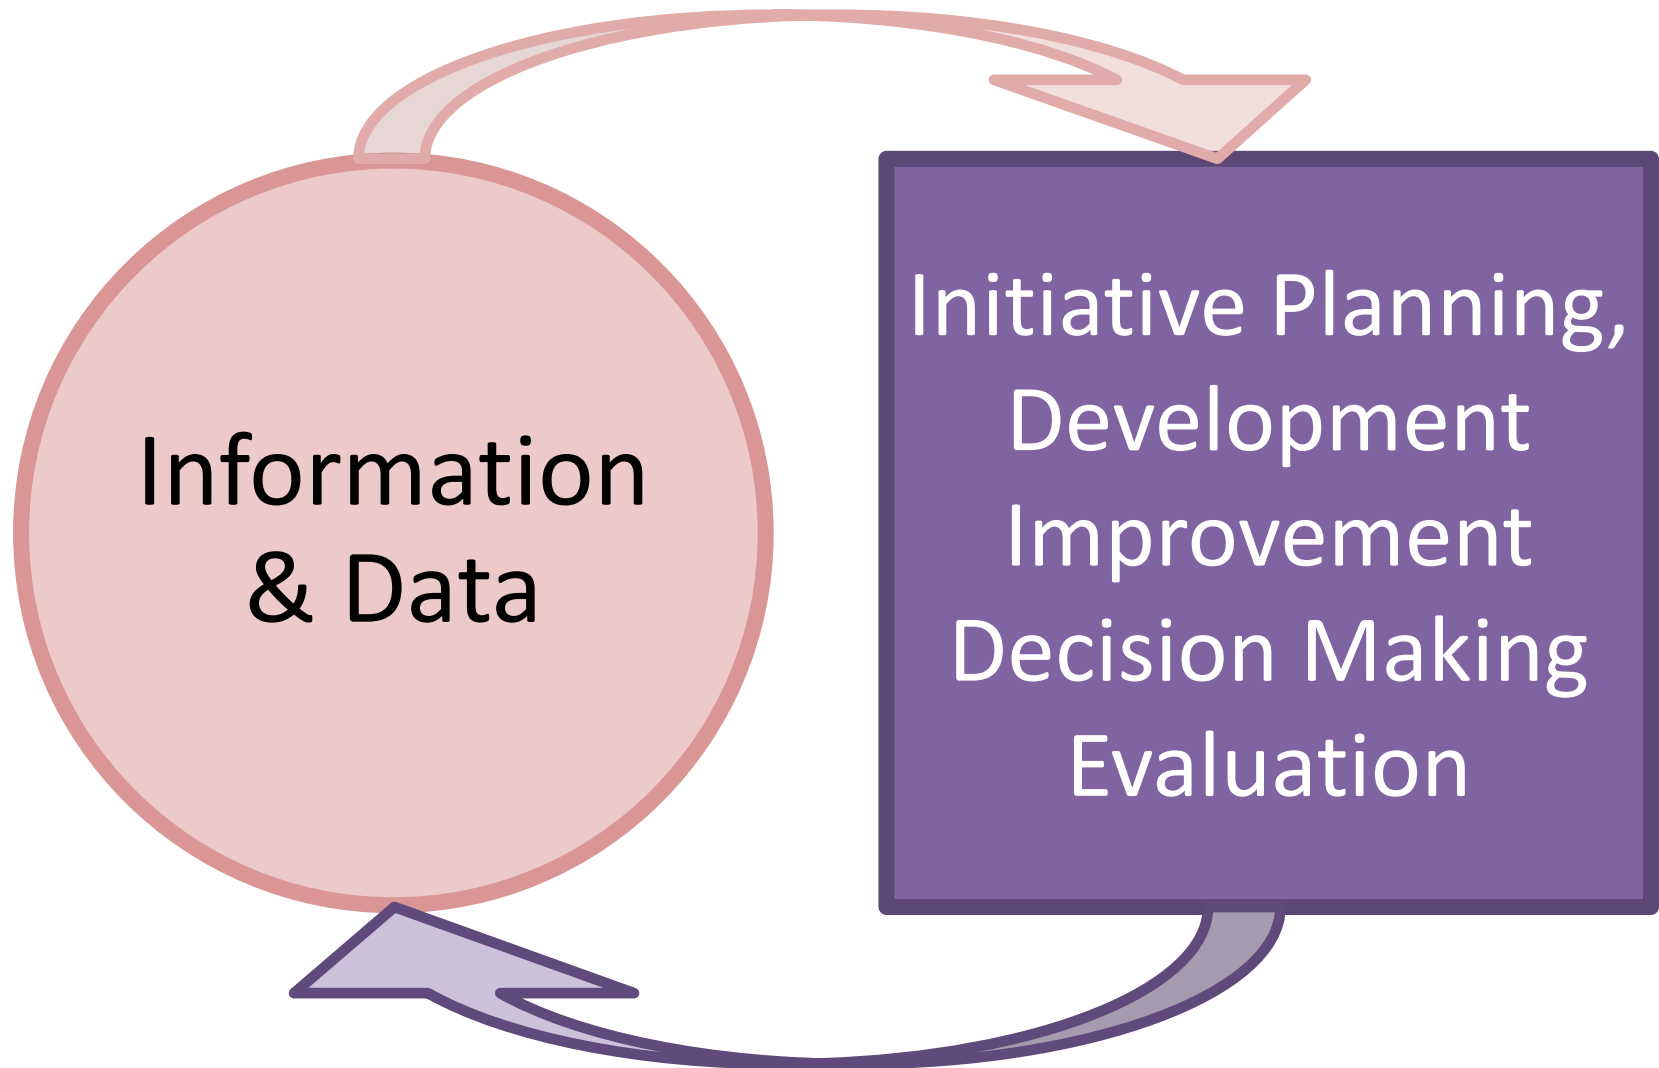 Information
& Data
Initiative Planning,
Development
Improvement
Decision Making
Evaluation